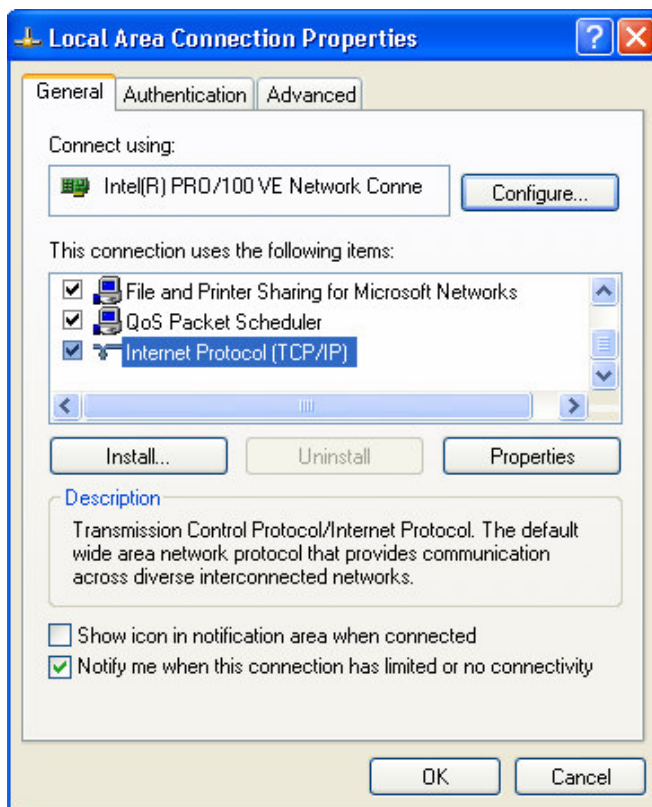 Local Area Connection Properties
General Authentication Advanced
Connect using:
Intel(R) PRO/100 VE Network Conne
Configure...
This connection uses the following items:
File and Printer Sharing for Microsoft Networks
QoS Packet Scheduler
Internet Protocol (TCP/IP)
Install... Uninstall Properties
Description
Transmission Control Protocol/Internet Protocol. The default
wide area network protocol that provides communication
across diverse interconnected networks.
Show icon in notification area when connected
Notify me when this connection has limited or no connectivity
OK Cancel